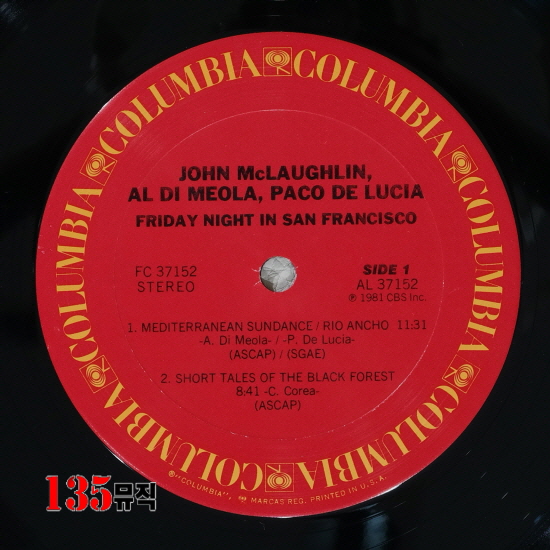 COLUMBIA COLUMBIA COLUMBIA COLUMBIA COLUMBIA COLUMBIA
JOHN McLAUGHLIN,
AL DI MEOLA, PACO DE LUCIA
FRIDAY NIGHT IN SAN FRANCISCO
FC 37152
STEREO
SIDE 1
AL 37152
℗ 1981 CBS Inc.
1. MEDITERRANEAN SUNDANCE / RIO ANCHO 11:31
-A. Di Meola- / -P. De Lucia-
(ASCAP) / (SGAE)
2. SHORT TALES OF THE BLACK FOREST
8:41 -C. Corea-
(ASCAP)
®"COLUMBIA", MARCAS REG. PRINTED IN U.S.A.
135뮤직